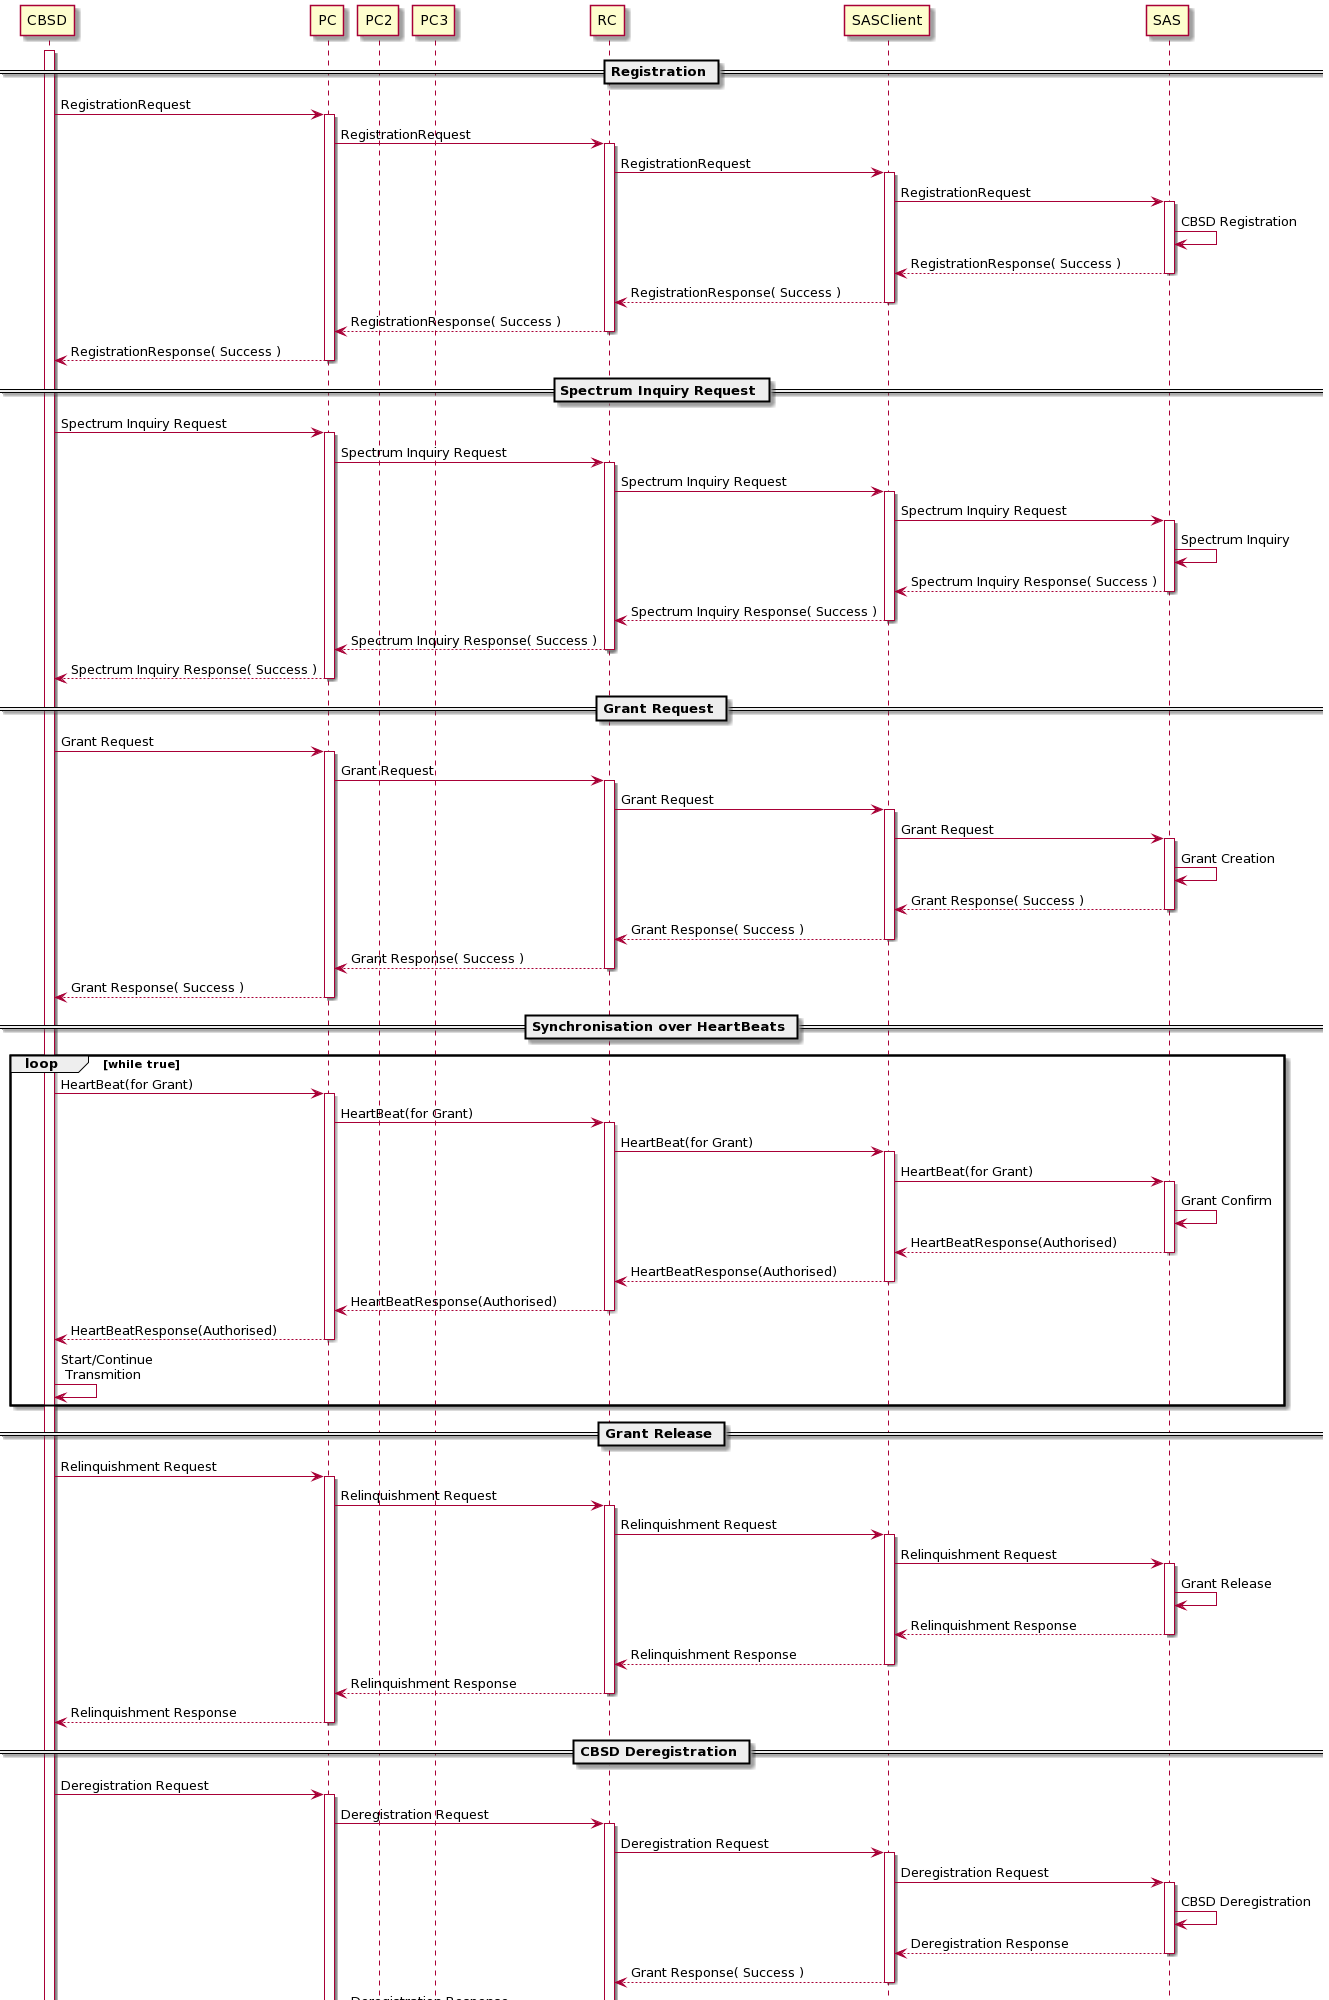 CBSD PC PC2 PC3 RC SASClient SAS
Registration
RegistrationRequest
RegistrationRequest
RegistrationRequest
RegistrationRequest
CBSD Registration
RegistrationResponse( Success )
RegistrationResponse( Success )
RegistrationResponse( Success )
RegistrationResponse( Success )
Spectrum Inquiry Request
Spectrum Inquiry Request
Spectrum Inquiry Request
Spectrum Inquiry Request
Spectrum Inquiry Request
Spectrum Inquiry
Spectrum Inquiry Response( Success )
Spectrum Inquiry Response( Success )
Spectrum Inquiry Response( Success )
Spectrum Inquiry Response( Success )
Grant Request
Grant Request
Grant Request
Grant Request
Grant Request
Grant Creation
Grant Response( Success )
Grant Response( Success )
Grant Response( Success )
Grant Response( Success )
Synchronisation over HeartBeats
loop [while true]
HeartBeat(for Grant)
HeartBeat(for Grant)
HeartBeat(for Grant)
HeartBeat(for Grant)
Grant Confirm
HeartBeatResponse(Authorised)
HeartBeatResponse(Authorised)
HeartBeatResponse(Authorised)
HeartBeatResponse(Authorised)
Start/Continue
Transmition
Grant Release
Relinquishment Request
Relinquishment Request
Relinquishment Request
Relinquishment Request
Grant Release
Relinquishment Response
Relinquishment Response
Relinquishment Response
Relinquishment Response
CBSD Deregistration
Deregistration Request
Deregistration Request
Deregistration Request
Deregistration Request
CBSD Deregistration
Deregistration Response
Grant Response( Success )